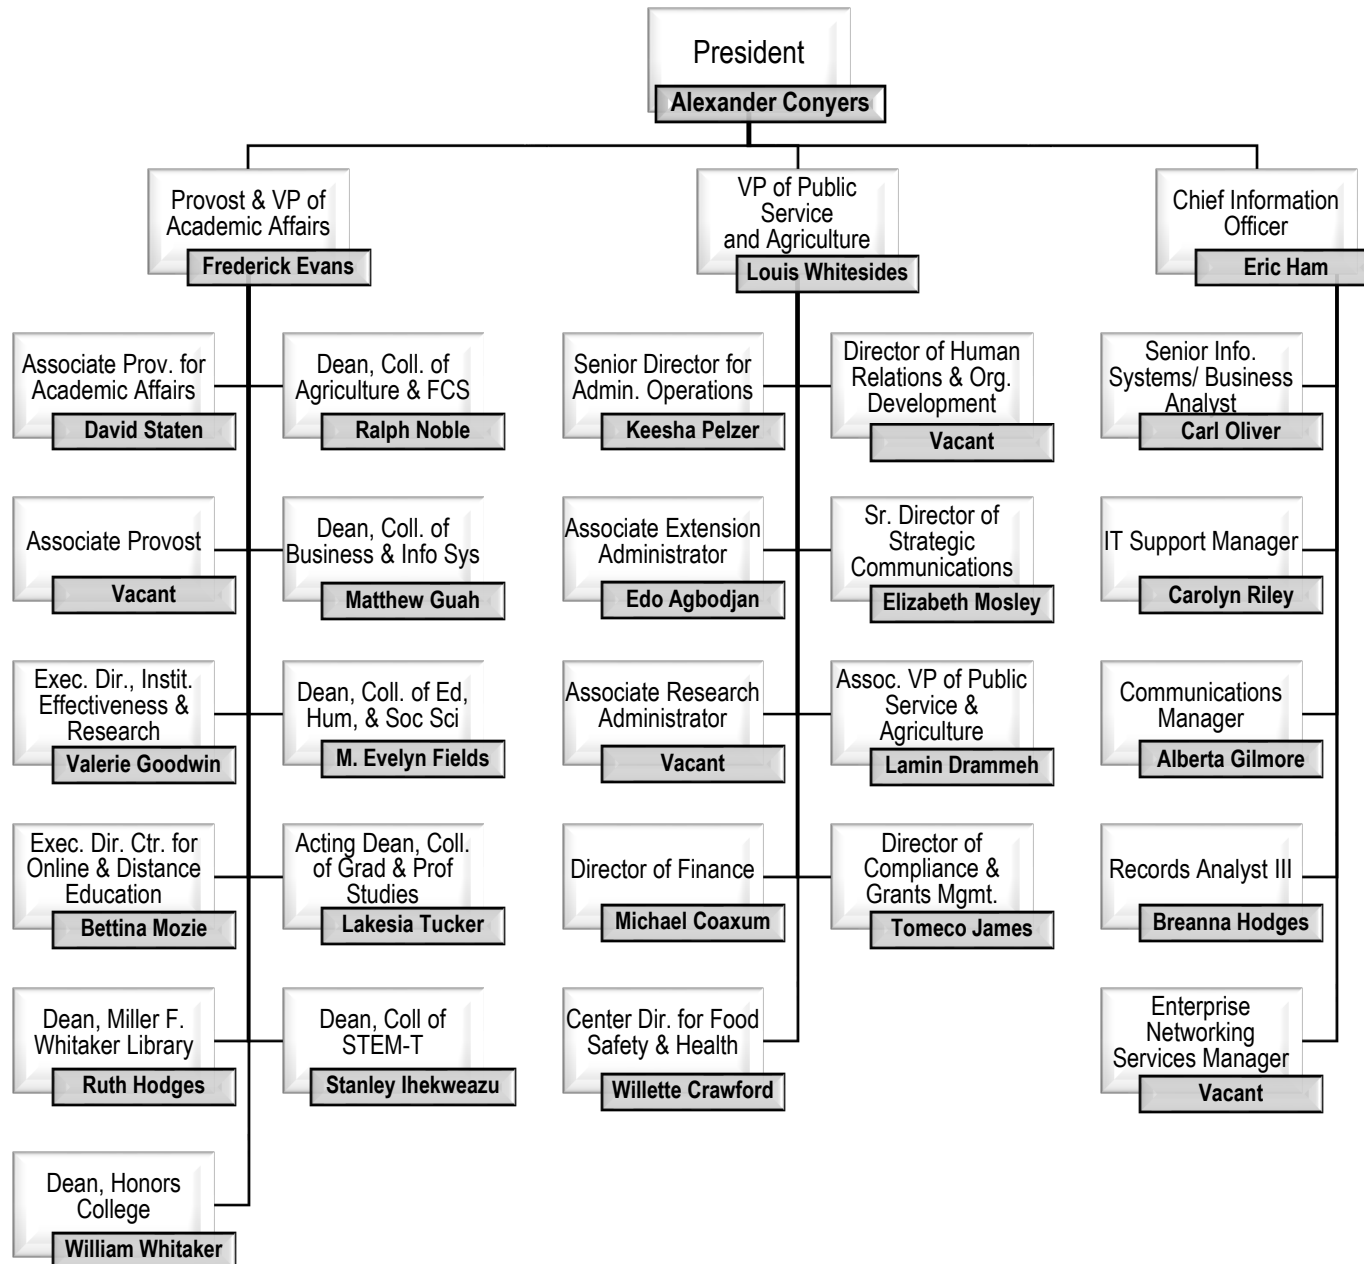 President
Alexander Conyers
Provost & VP of
Academic Affairs
Frederick Evans
VP of Public
Service
and Agriculture
Louis Whitesides
Chief Information
Officer
Eric Ham
Associate Prov. for
Academic Affairs
David Staten
Dean, Coll. of
Agriculture & FCS
Ralph Noble
Senior Director for
Admin. Operations
Keesha Pelzer
Director of Human
Relations & Org.
Development
Vacant
Senior Info.
Systems/ Business
Analyst
Carl Oliver
Associate Provost
Vacant
Dean, Coll. of
Business & Info Sys
Matthew Guah
Associate Extension
Administrator
Edo Agbodjan
Sr. Director of
Strategic
Communications
Elizabeth Mosley
IT Support Manager
Carolyn Riley
Exec. Dir., Instit.
Effectiveness &
Research
Valerie Goodwin
Dean, Coll. of Ed,
Hum, & Soc Sci
M. Evelyn Fields
Associate Research
Administrator
Vacant
Assoc. VP of Public
Service &
Agriculture
Lamin Drammeh
Communications
Manager
Alberta Gilmore
Exec. Dir. Ctr. for
Online & Distance
Education
Bettina Mozie
Acting Dean, Coll.
of Grad & Prof
Studies
Lakesia Tucker
Director of Finance
Michael Coaxum
Director of
Compliance &
Grants Mgmt.
Tomeco James
Records Analyst III
Breanna Hodges
Dean, Miller F.
Whitaker Library
Ruth Hodges
Dean, Coll of
STEM-T
Stanley Ihekweazu
Center Dir. for Food
Safety & Health
Willette Crawford
Enterprise
Networking
Services Manager
Vacant
Dean, Honors
College
William Whitaker